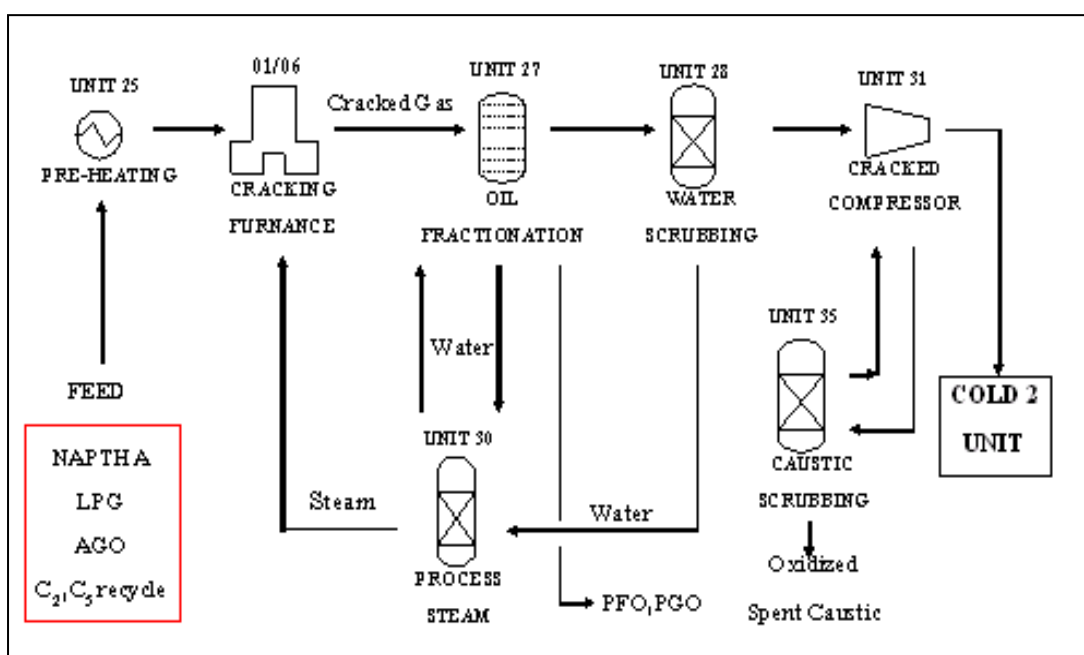 UNIT 25
PRE-HEATING
01/06
CRACKING
FURNANCE
Cracked Gas
UNIT 27
OIL
FRACTIONATION
UNIT 28
WATER
SCRUBBING
UNIT 31
CRACKED
COMPRESSOR
FEED
NAPTHA
LPG
AGO
C2,C5 recycle
Water
UNIT 30
Steam
PROCESS
STEAM
Water
PFO,PGO
UNIT 35
CAUSTIC
SCRUBBING
Oxidized
Spent Caustic
COLD 2
UNIT